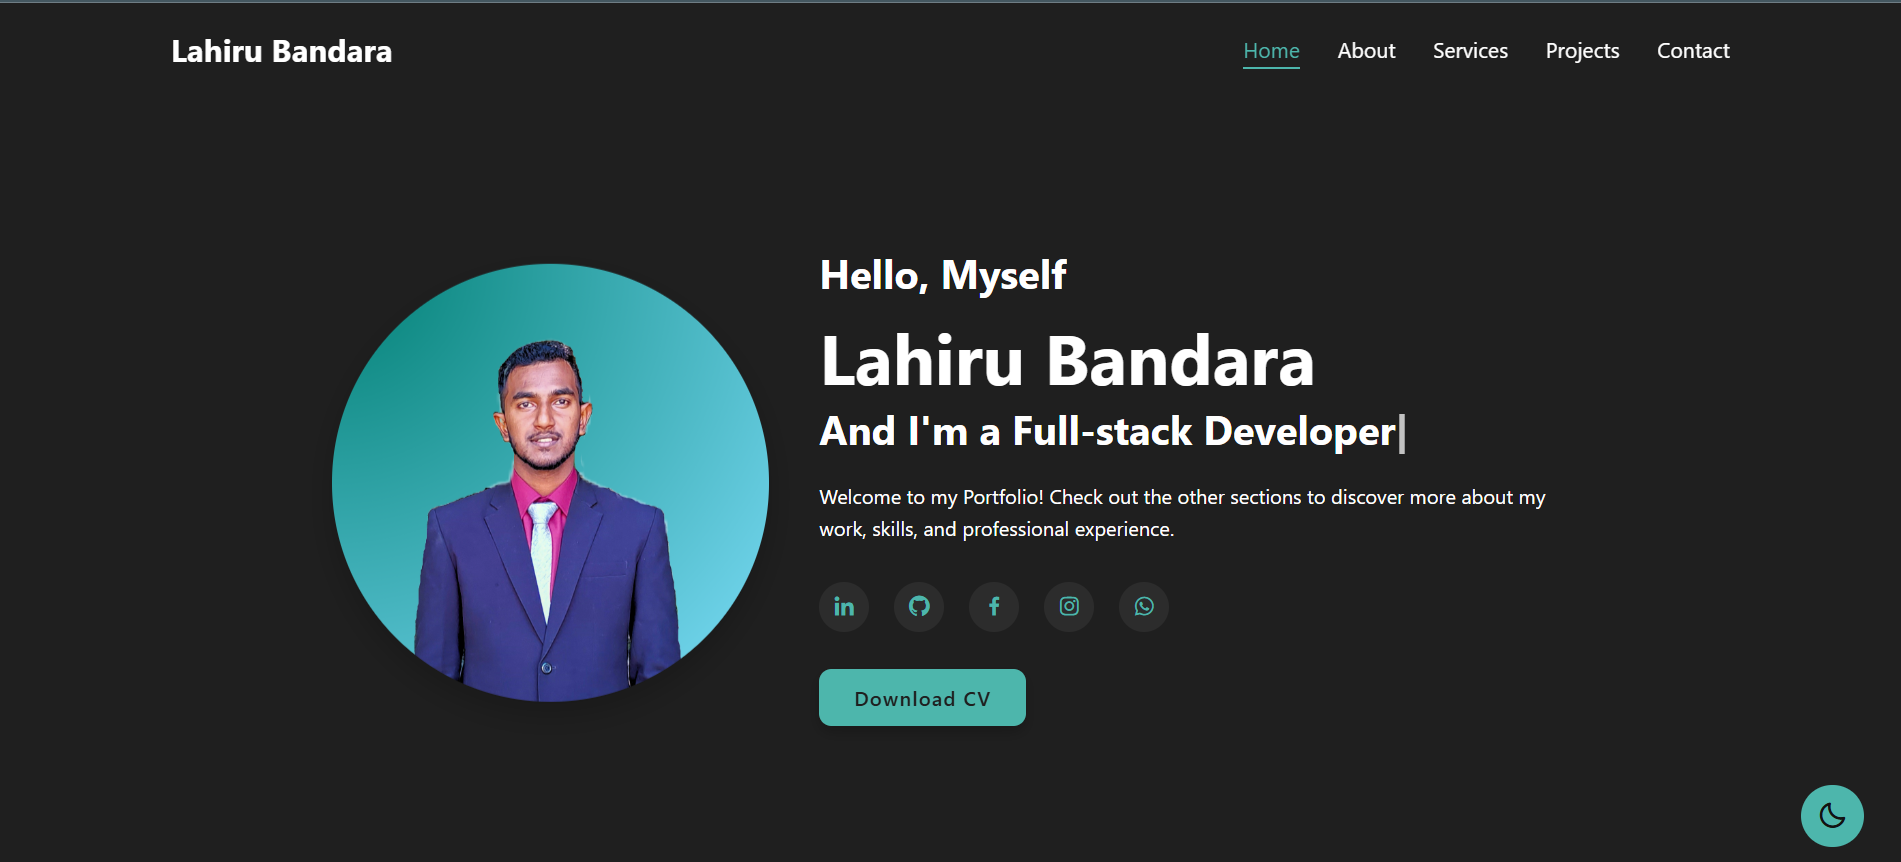 Lahiru Bandara
Home About Services Projects Contact
Hello, Myself
Lahiru Bandara
And I'm a Full-stack Developer|
Welcome to my Portfolio! Check out the other sections to discover more about my
work, skills, and professional experience.
Download CV